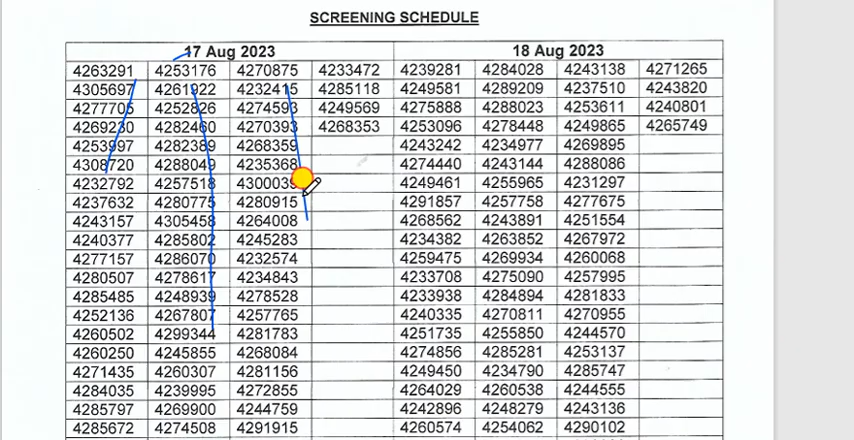 SCREENING SCHEDULE
17 Aug 2023 18 Aug 2023
4263291 4253176 4270875 4233472 4239281 4284028 4243138 4271265
4305697 4261922 4232415 4285118 4249581 4289209 4237510 4243820
4277705 4252826 4274593 4249569 4275888 4288023 4253611 4240801
4269230 4282460 4270393 4268353 4253096 4278448 4249865 4265749
4253997 4282389 4268359 4243242 4234977 4269895
4308720 4288049 4235368 4274440 4243144 4288086
4232792 4257518 4249461 4255965 4231297
4237632 4280775 4280915 4291857 4257758 4277675
4243157 4305458 4264008 4268562 4243891 4251554
4240377 4285802 4245283 4234382 4263852 4267972
4277157 4286070 4232574 4259475 4269934 4260068
4280507 4278617 4234843 4233708 4275090 4257995
4285485 4248939 4278528 4233938 4284894 4281833
4252136 4267807 4257765 4240335 4270811 4270955
4260502 4299344 4281783 4251735 4255850 4244570
4260250 4245855 4268084 4274856 4285281 4253137
4271435 4260307 4281156 4249450 4234790 4285747
4284035 4239995 4272855 4264029 4260538 4244555
4285797 4269900 4244759 4242896 4248279 4243136
4285672 4274508 4291915 4260574 4254062 4290102